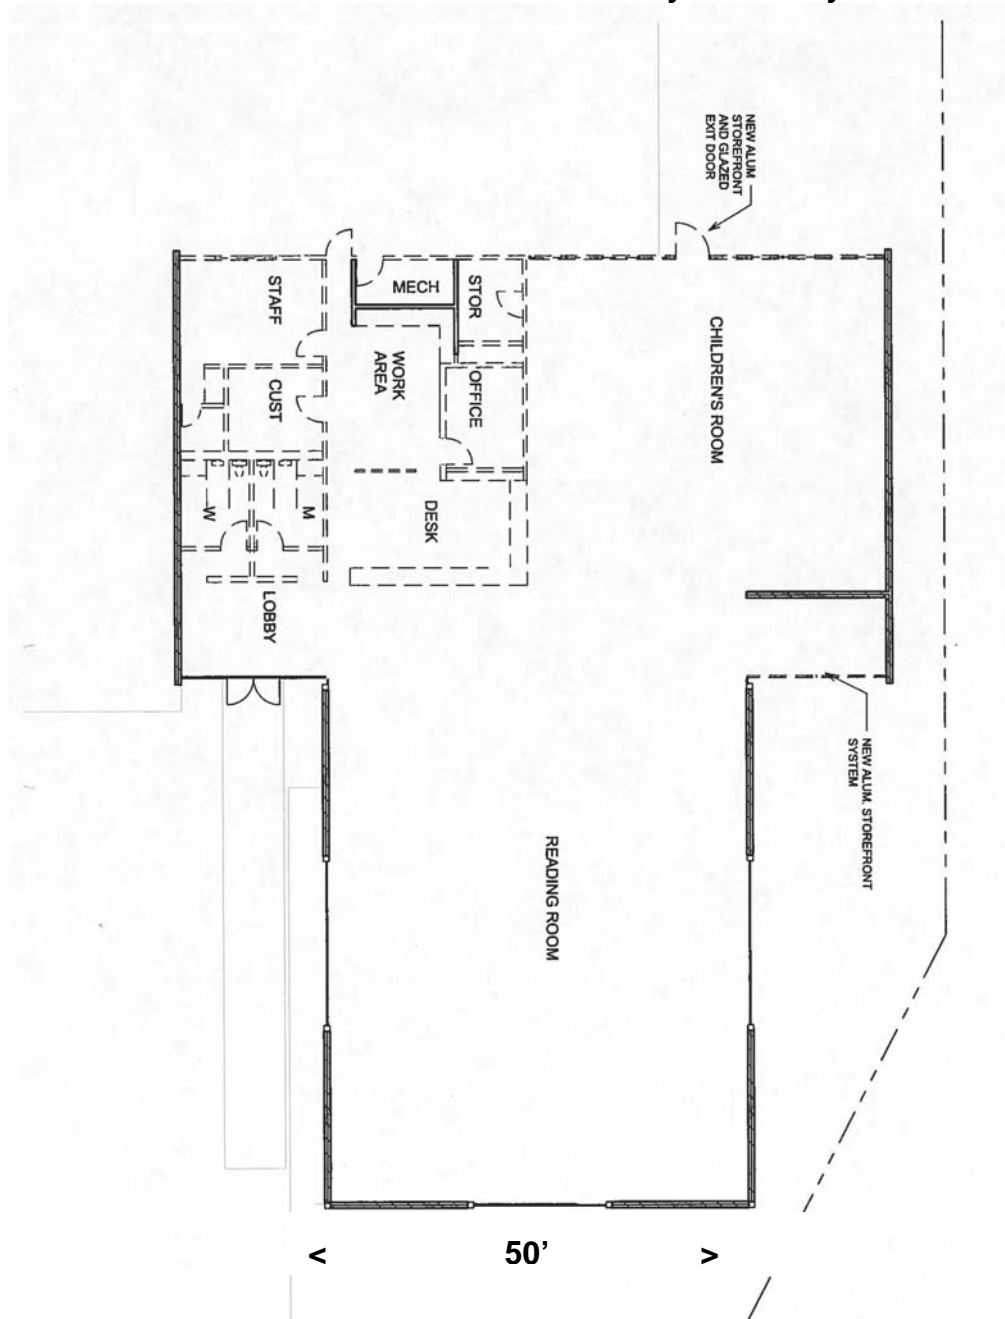 NEW ALUM
STOREFRONT
AND GLAZED
EXIT DOOR
STAFF
MECH
STOR
CHILDREN'S ROOM
WORK
AREA
OFFICE
CUST
W
M
DESK
LOBBY
NEW ALUM. STOREFRONT
SYSTEM
READING ROOM
< 50’ >